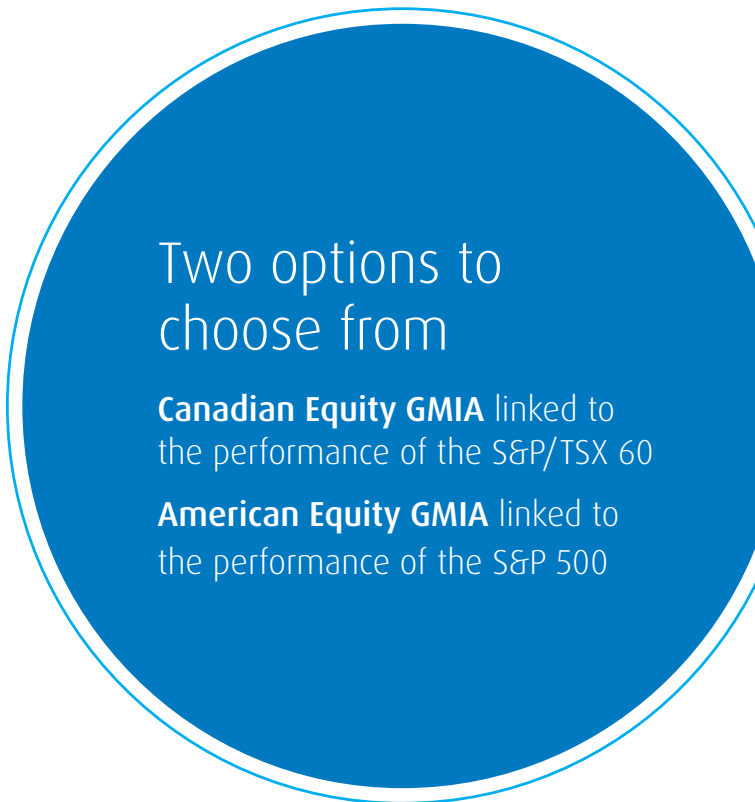 Two options to
choose from
Canadian Equity GMIA linked to
the performance of the S&P/TSX 60
American Equity GMIA linked to
the performance of the S&P 500